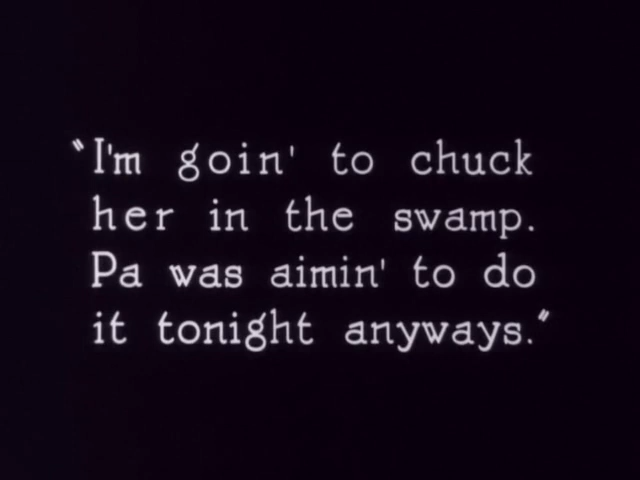 "I'm goin' to chuck
her in the swamp.
Pa was aimin' to do
it tonight anyways."